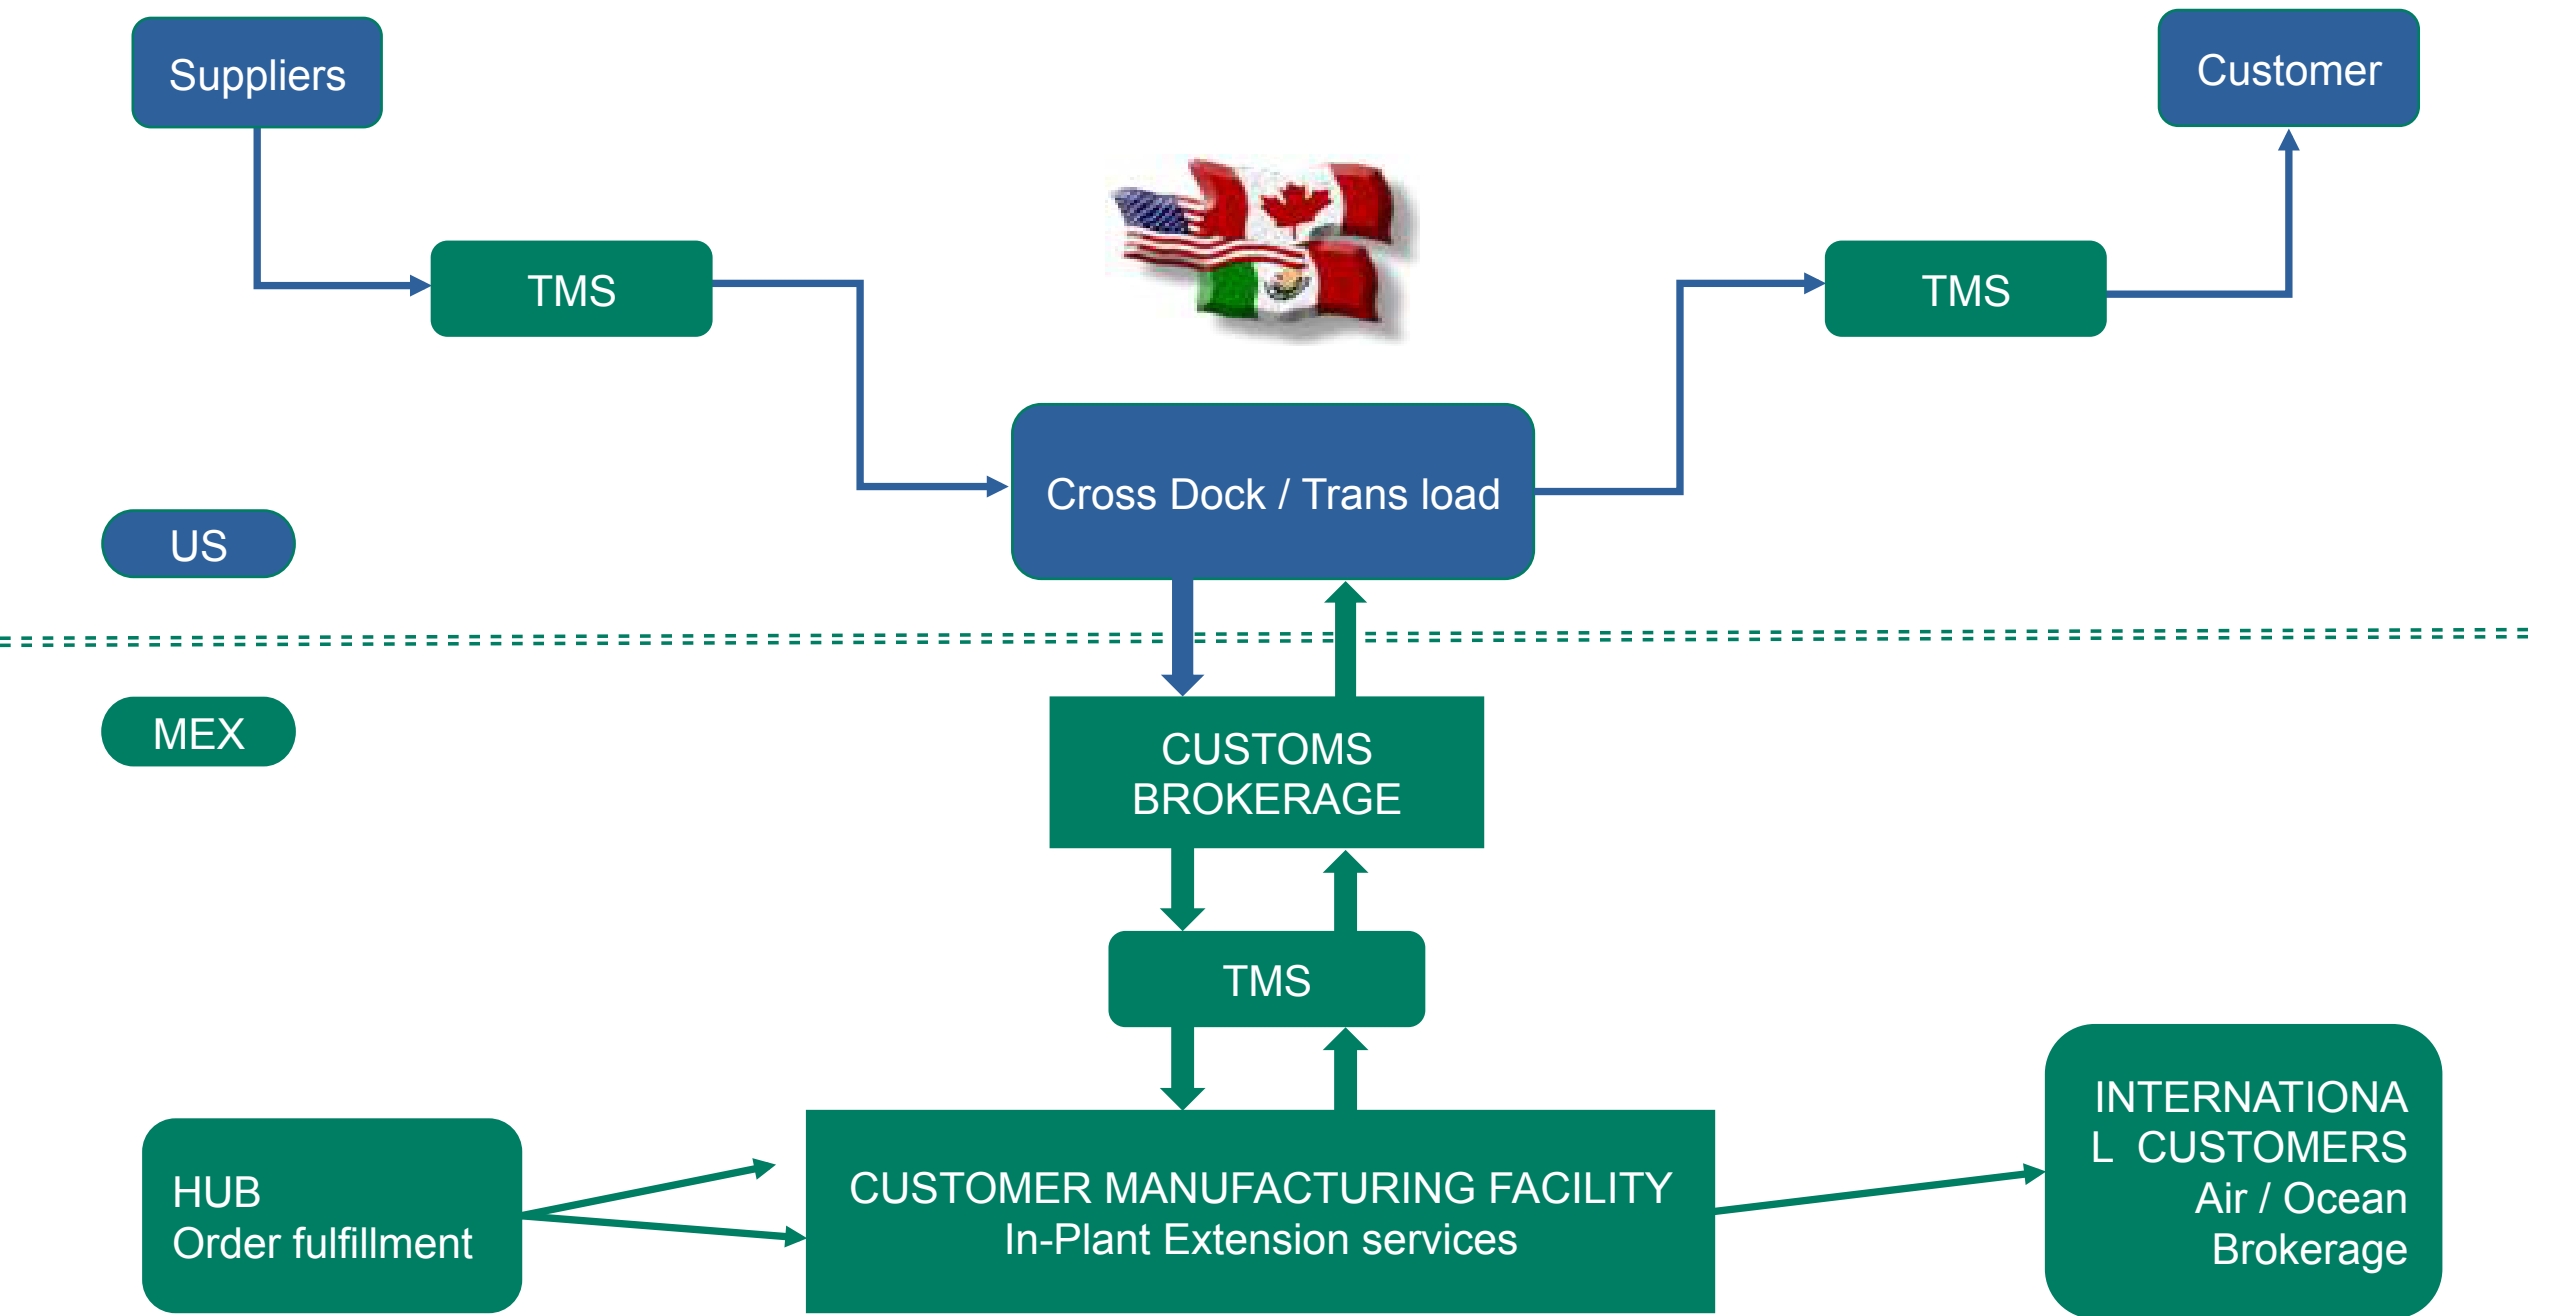 Suppliers
Customer
TMS
TMS
Cross Dock / Trans load
US
MEX
CUSTOMS
BROKERAGE
TMS
HUB
Order fulfillment
CUSTOMER MANUFACTURING FACILITY
In-Plant Extension services
INTERNATIONA
L CUSTOMERS
Air / Ocean
Brokerage